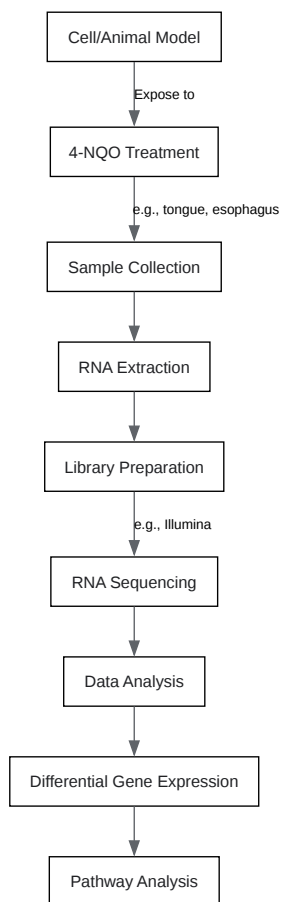 Cell/Animal Model
Expose to
4-NQO Treatment
e.g., tongue, esophagus
Sample Collection
RNA Extraction
Library Preparation
e.g., Illumina
RNA Sequencing
Data Analysis
Differential Gene Expression
Pathway Analysis